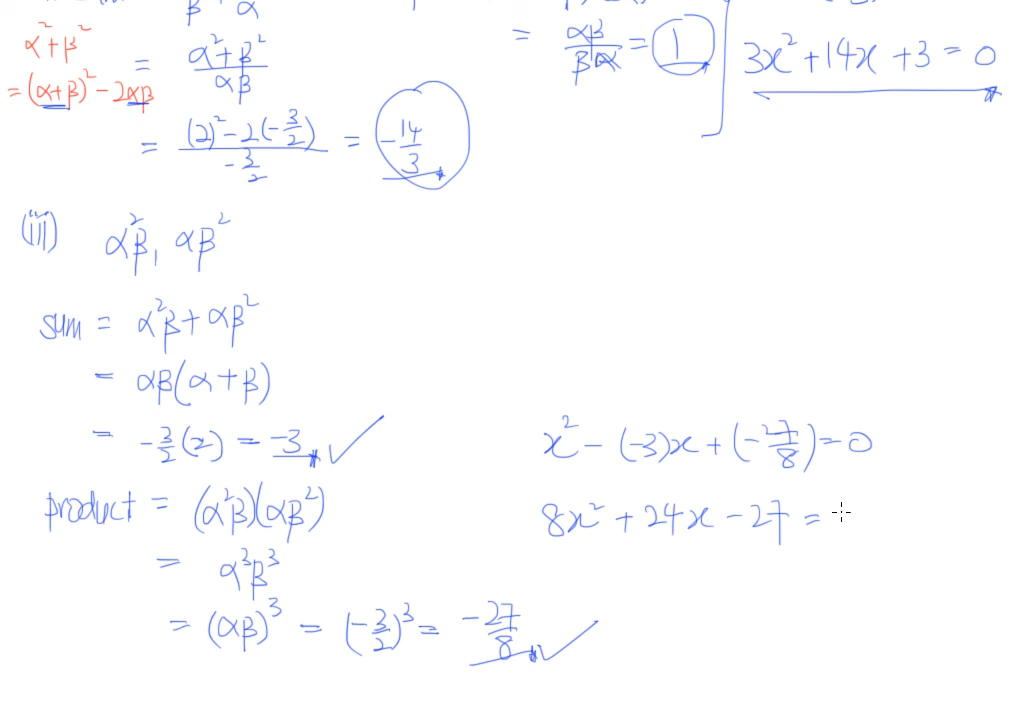 β α
α²+β²
= (α+β)² - 2αβ
= α²+β² / αβ
= (2)² - 2(-3/2) / -3/2 = -14/3
= αβ / βα = 1
3x² + 14x + 3 = 0
(iii) α²β, αβ²
sum = α²β + αβ²
= αβ(α+β)
= -3/2 (2) = -3
product = (α²β)(αβ²)
= α³β³
= (αβ)³ = (-3/2)³ = -27/8
x² - (-3)x + (-27/8) = 0
8x² + 24x - 27 =